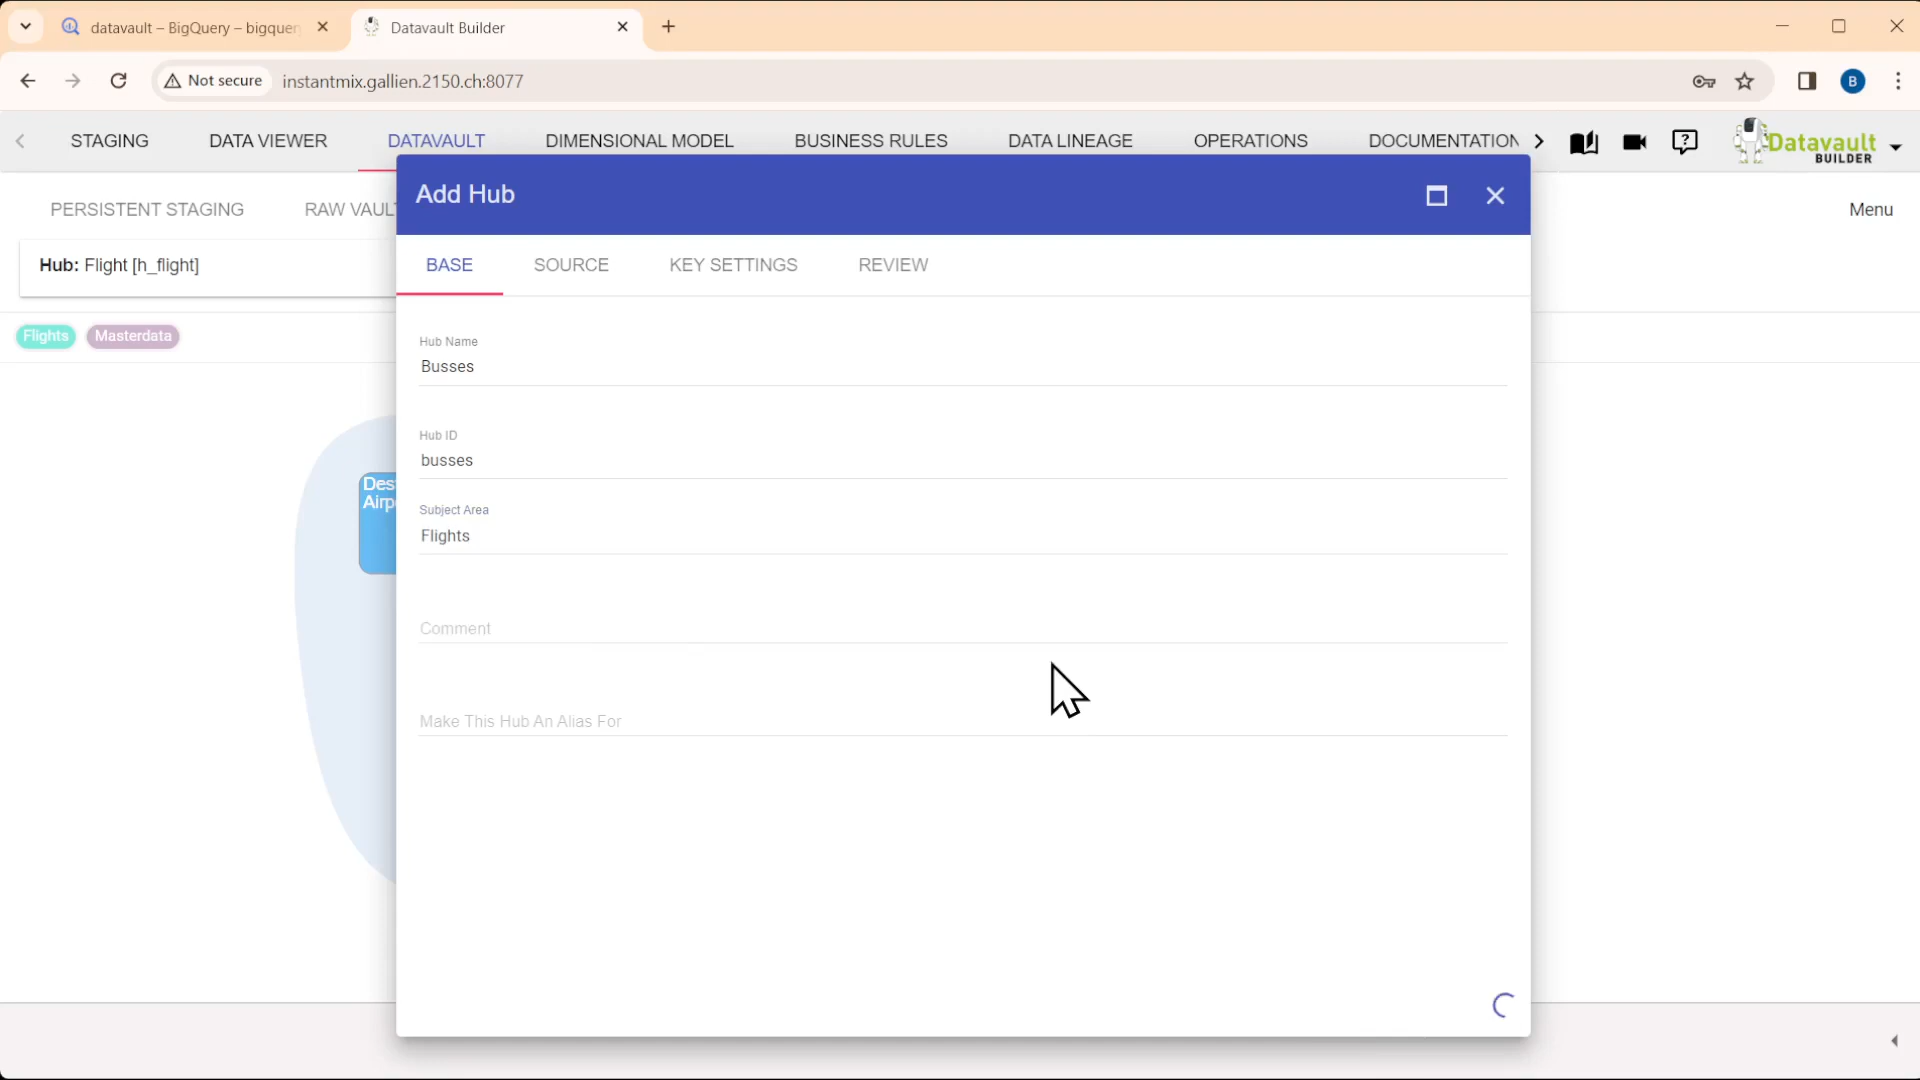 datavault – BigQuery – bigquer
Datavault Builder
Not secure
instantmix.gallien.2150.ch:8077
B
STAGING
DATA VIEWER
DATAVAULT
DIMENSIONAL MODEL
BUSINESS RULES
DATA LINEAGE
OPERATIONS
DOCUMENTATION
Datavault
BUILDER
PERSISTENT STAGING
RAW VAULT
Menu
Add Hub
Hub: Flight [h_flight]
BASE
SOURCE
KEY SETTINGS
REVIEW
Flights
Masterdata
Hub Name
Busses
Hub ID
busses
Subject Area
Flights
Des
Airp
Comment
Make This Hub An Alias For